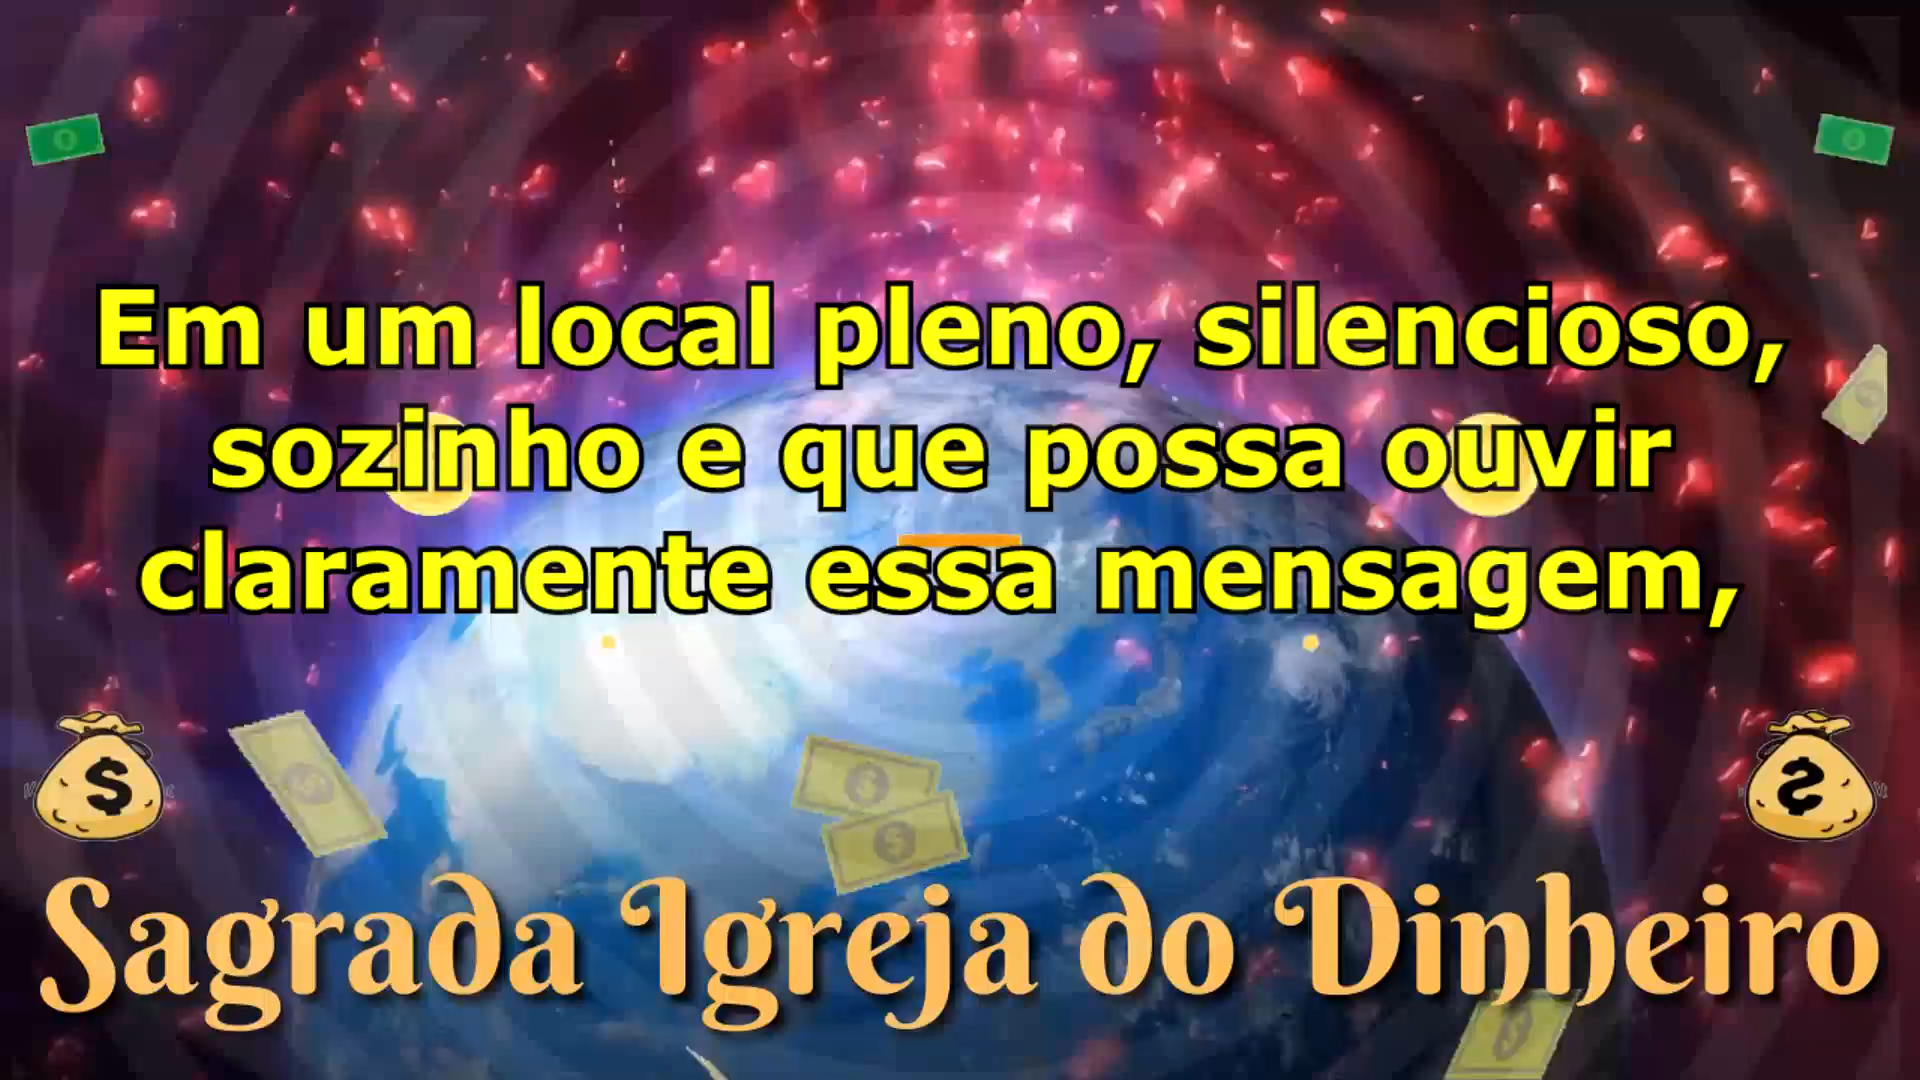 Em um local pleno, silencioso,
sozinho e que possa ouvir
claramente essa mensagem,
$
$
$
$
Sagrada Igreja do Dinheiro